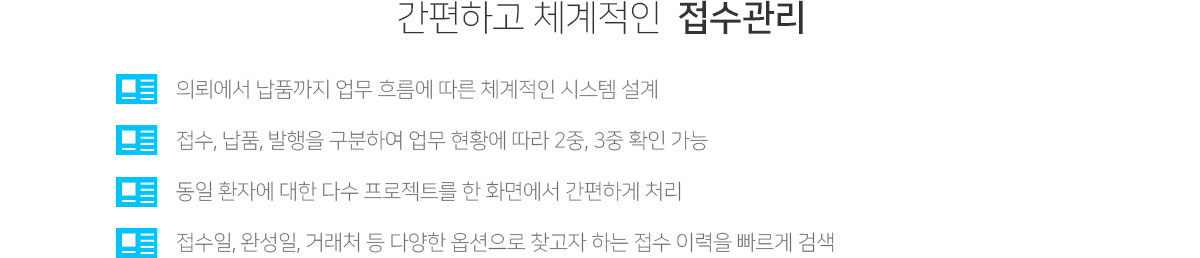 간편하고 체계적인 접수관리
의뢰에서 납품까지 업무 흐름에 따른 체계적인 시스템 설계
접수, 납품, 발행을 구분하여 업무 현황에 따라 2중, 3중 확인 가능
동일 환자에 대한 다수 프로젝트를 한 화면에서 간편하게 처리
접수일, 완성일, 거래처 등 다양한 옵션으로 찾고자 하는 접수 이력을 빠르게 검색